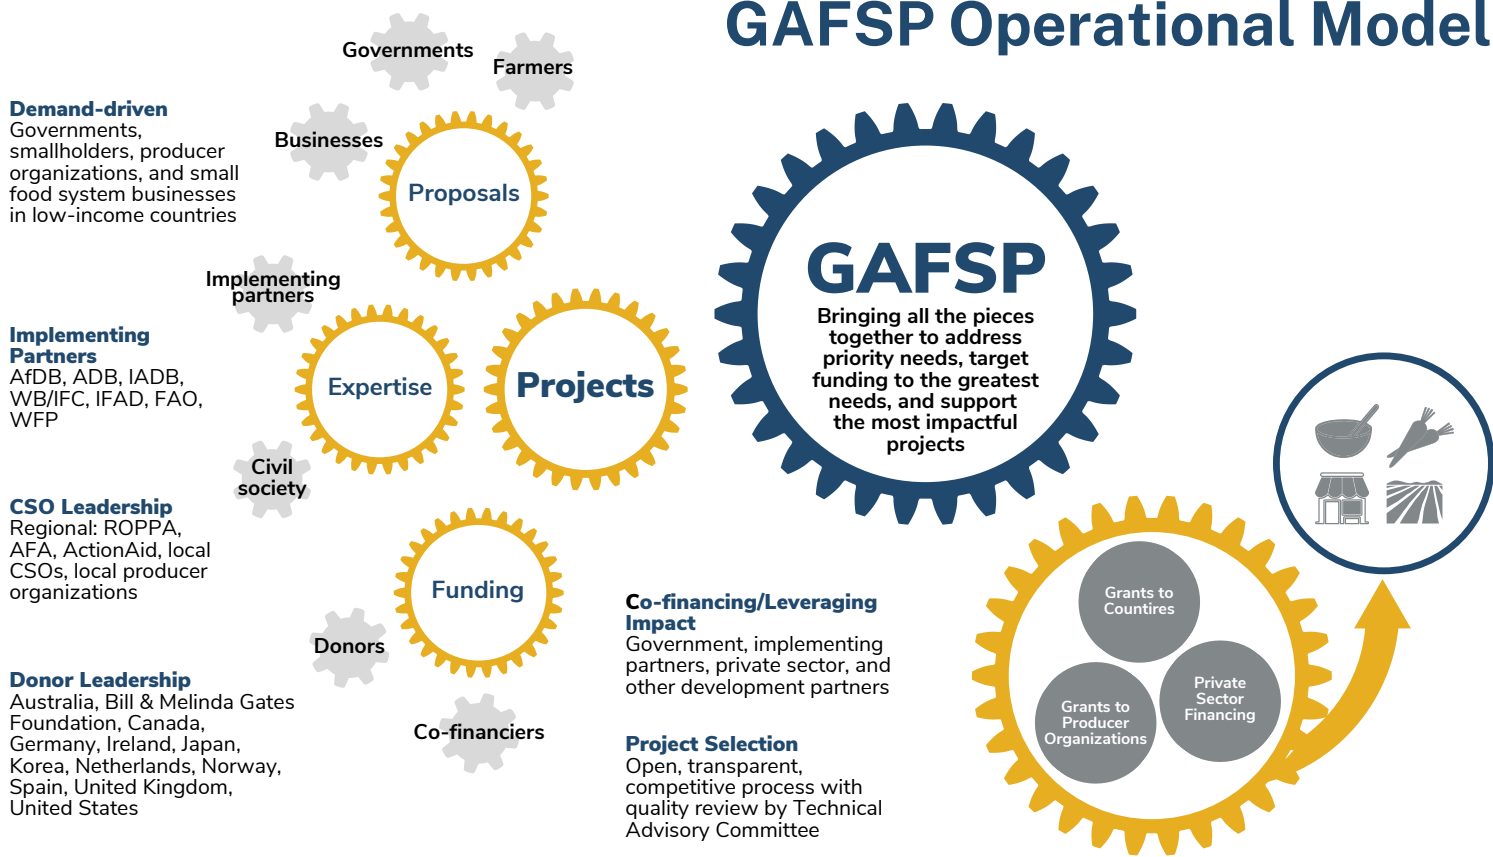 GAFSP Operational Model
Governments
Farmers
Businesses
Proposals
Demand-driven
Governments,
smallholders, producer
organizations, and small
food system businesses
in low-income countries
Implementing
partners
Expertise
Projects
Implementing
Partners
AfDB, ADB, IADB,
WB/IFC, IFAD, FAO,
WFP
Civil
society
CSO Leadership
Regional: ROPPA,
AFA, ActionAid, local
CSOs, local producer
organizations
Funding
Donors
Co-financiers
Donor Leadership
Australia, Bill & Melinda Gates
Foundation, Canada,
Germany, Ireland, Japan,
Korea, Netherlands, Norway,
Spain, United Kingdom,
United States
GAFSP
Bringing all the pieces
together to address
priority needs, target
funding to the greatest
needs, and support
the most impactful
projects
Co-financing/Leveraging
Impact
Government, implementing
partners, private sector, and
other development partners
Project Selection
Open, transparent,
competitive process with
quality review by Technical
Advisory Committee
Grants to
Countires
Private
Sector
Financing
Grants to
Producer
Organizations